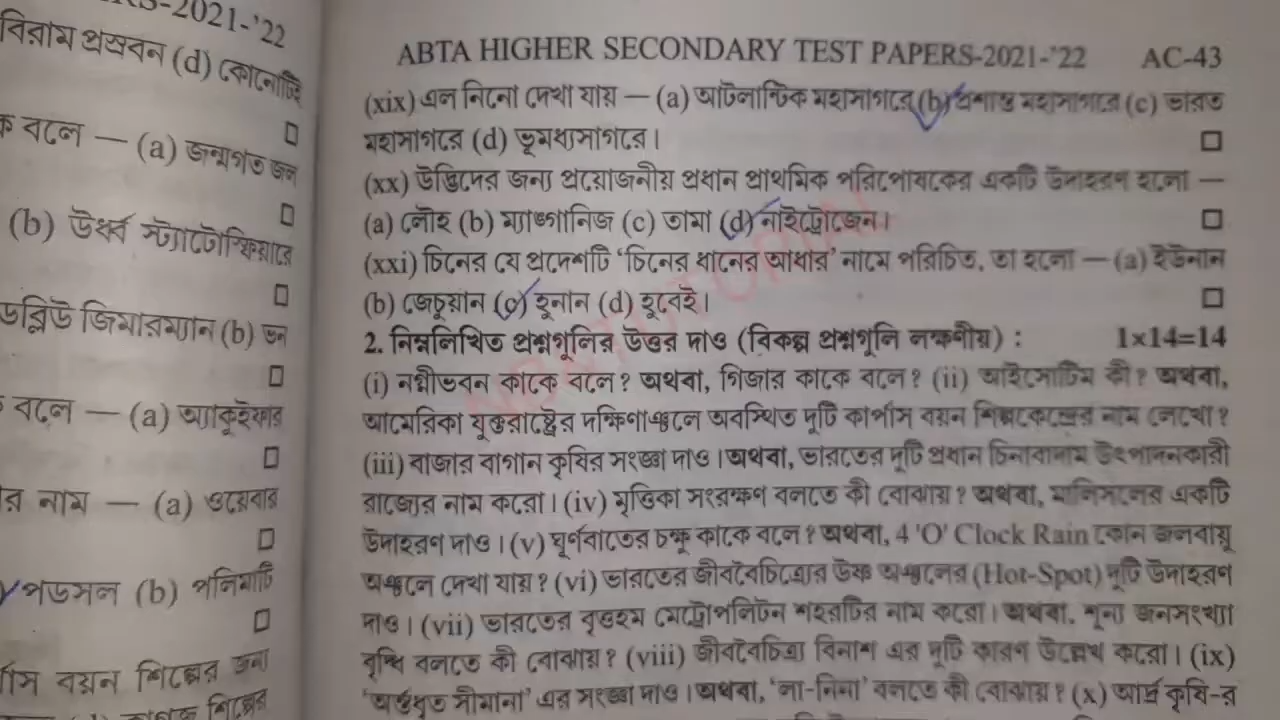 RS-2021-'22
বিরাম প্রস্রবন (d) কোনোটিই
ক বলে — (a) জন্মগত জল
(b) উর্ধ্ব স্ট্যাটোস্ফিয়ারে
ডব্লিউ জিমারম্যান (b) ডন
বলে — (a) অ্যাকুইফার
র নাম — (a) ওয়েবার
পডসল (b) পলিমাটি
র্পাস বয়ন শিল্পের জন্য
(d) কাগজ শিল্পের
ABTA HIGHER SECONDARY TEST PAPERS-2021-'22 AC-43
(xix) এল নিনো দেখা যায় — (a) আটলান্টিক মহাসাগরে (b) প্রশান্ত মহাসাগরে (c) ভারত
মহাসাগরে (d) ভূমধ্যসাগরে।
(xx) উদ্ভিদের জন্য প্রয়োজনীয় প্রধান প্রাথমিক পরিপোষকের একটি উদাহরণ হলো —
(a) লৌহ (b) ম্যাঙ্গানিজ (c) তামা (d) নাইট্রোজেন।
(xxi) চিনের যে প্রদেশটি ‘চিনের ধানের আধার’ নামে পরিচিত, তা হলো — (a) ইউনান
(b) জেচুয়ান (c) হুনান (d) হুবেই।
2. নিম্নলিখিত প্রশ্নগুলির উত্তর দাও (বিকল্প প্রশ্নগুলি লক্ষণীয়) : 1×14=14
(i) নগ্নীভবন কাকে বলে? অথবা, গিজার কাকে বলে? (ii) আইসোটিম কী? অথবা,
আমেরিকা যুক্তরাষ্ট্রের দক্ষিণাঞ্চলে অবস্থিত দুটি কার্পাস বয়ন শিল্পকেন্দ্রের নাম লেখো?
(iii) বাজার বাগান কৃষির সংজ্ঞা দাও। অথবা, ভারতের দুটি প্রধান চিনাবাদাম উৎপাদনকারী
রাজ্যের নাম করো। (iv) মৃত্তিকা সংরক্ষণ বলতে কী বোঝায়? অথবা, মালিসলের একটি
উদাহরণ দাও। (v) ঘূর্ণবাতের চক্ষু কাকে বলে? অথবা, 4 'O' Clock Rain কোন জলবায়ু
অঞ্চলে দেখা যায়? (vi) ভারতের জীববৈচিত্র্যের উষ্ণ অঞ্চলের (Hot-Spot) দুটি উদাহরণ
দাও। (vii) ভারতের বৃহত্তম মেট্রোপলিটন শহরটির নাম করো। অথবা, শূন্য জনসংখ্যা
বৃদ্ধি বলতে কী বোঝায়? (viii) জীববৈচিত্র্য বিনাশ এর দুটি কারণ উল্লেখ করো। (ix)
‘অর্ন্তধৃত সীমানা’ এর সংজ্ঞা দাও। অথবা, ‘লা-নিনা’ বলতে কী বোঝায়? (x) আর্দ্র কৃষি-র